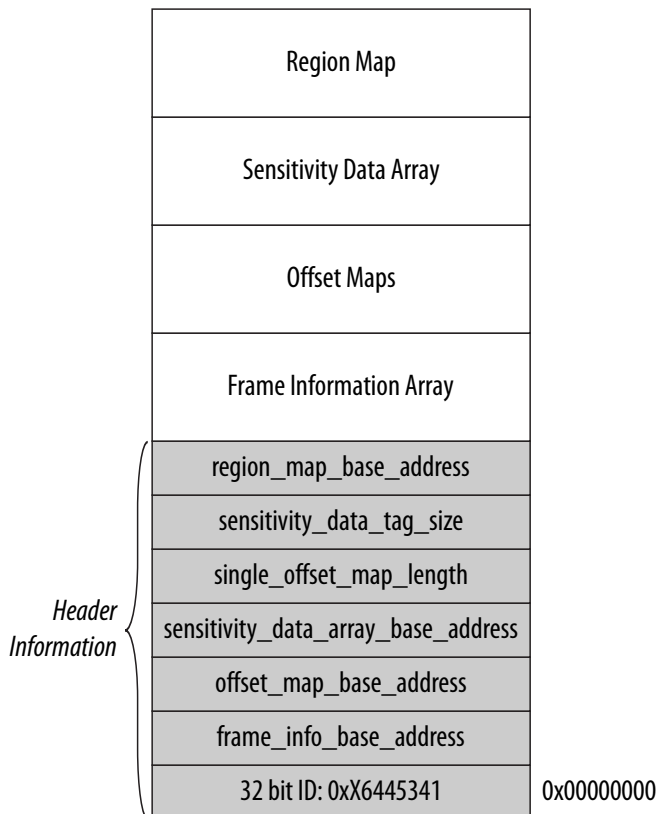 Region Map
Sensitivity Data Array
Offset Maps
Frame Information Array
region_map_base_address
sensitivity_data_tag_size
single_offset_map_length
Header
Information
sensitivity_data_array_base_address
offset_map_base_address
frame_info_base_address
32 bit ID: 0xX6445341 0x00000000